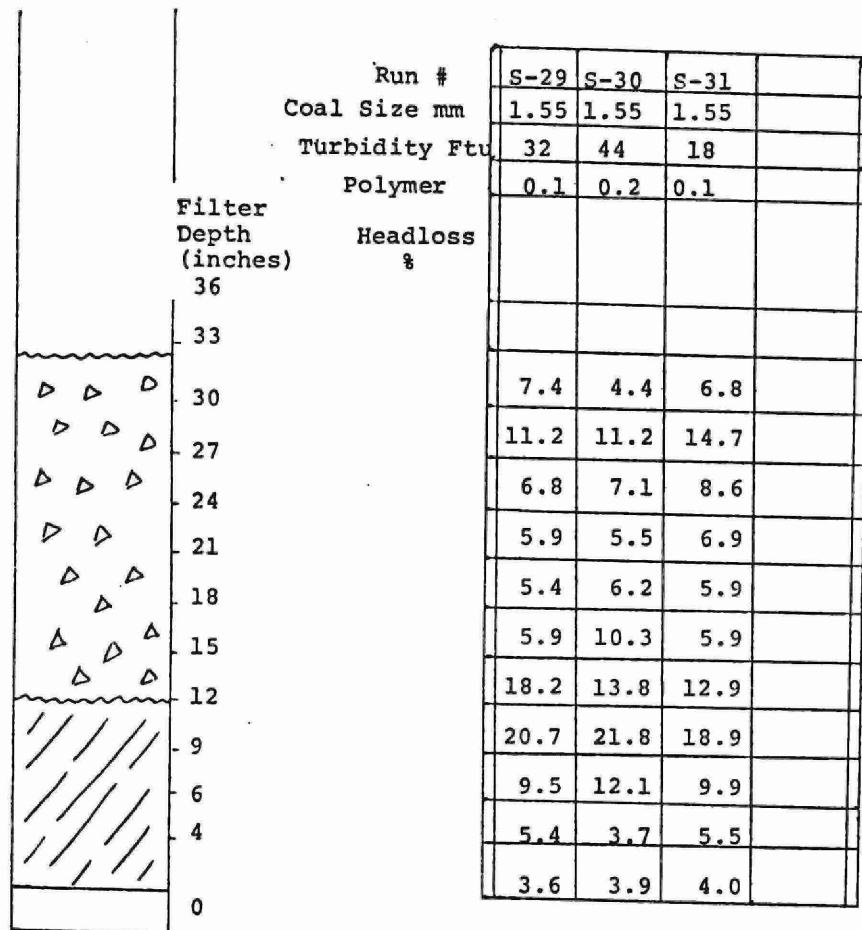 Run # S-29 S-30 S-31
Coal Size mm 1.55 1.55 1.55
Turbidity Ftu 32 44 18
Polymer 0.1 0.2 0.1
Filter
Depth Headloss
(inches) %
36
33
30 7.4 4.4 6.8
27 11.2 11.2 14.7
24 6.8 7.1 8.6
21 5.9 5.5 6.9
18 5.4 6.2 5.9
15 5.9 10.3 5.9
12 18.2 13.8 12.9
9 20.7 21.8 18.9
6 9.5 12.1 9.9
4 5.4 3.7 5.5
0 3.6 3.9 4.0